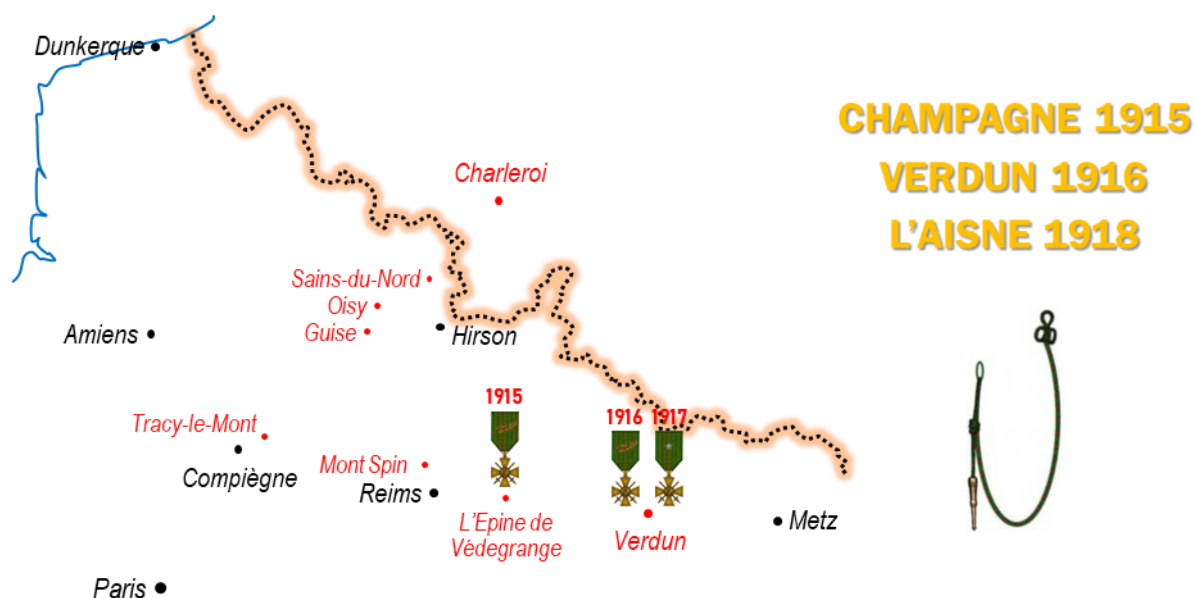 Dunkerque
CHAMPAGNE 1915
VERDUN 1916
L'AISNE 1918
Charleroi
Sains-du-Nord
Oisy
Guise
Hirson
Amiens
1915
1916
1917
Tracy-le-Mont
Compiègne
Mont Spin
Reims
L'Epine de
Védegrange
Verdun
Metz
Paris